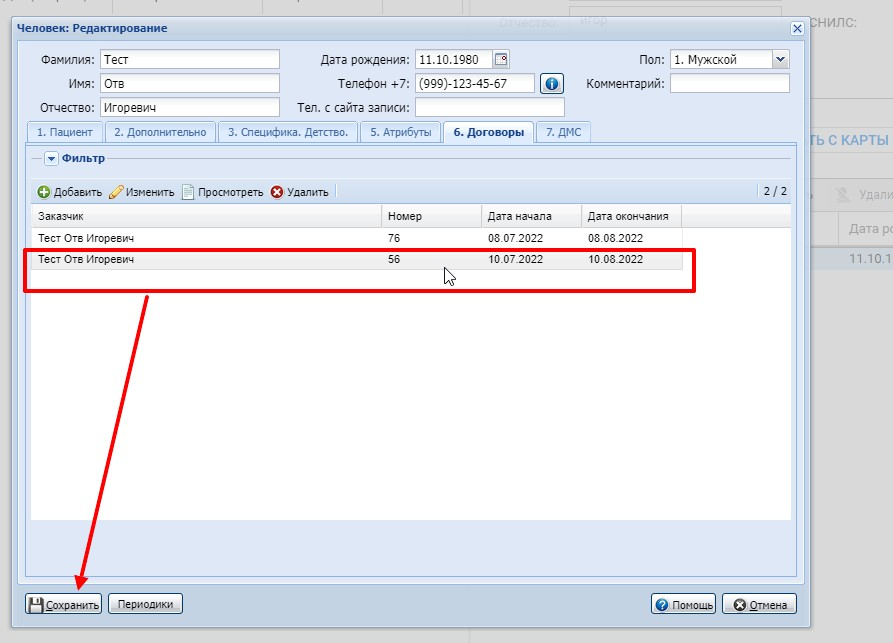 Отчество: игор
СНИЛС:
Человек: Редактирование
Фамилия: Тест Дата рождения: 11.10.1980 Пол: 1. Мужской
Имя: Отв Телефон +7: (999)-123-45-67 Комментарий:
Отчество: Игоревич Тел. с сайта записи:
1. Пациент 2. Дополнительно 3. Специфика. Детство. 5. Атрибуты 6. Договоры 7. ДМС
ТЬ С КАРТЫ
Фильтр
Добавить Изменить Просмотреть Удалить 2 / 2
Удали
Заказчик Номер Дата начала Дата окончания
Дата ро
Тест Отв Игоревич 76 08.07.2022 08.08.2022
Тест Отв Игоревич 56 10.07.2022 10.08.2022
11.10.1
Сохранить Периодики Помощь Отмена